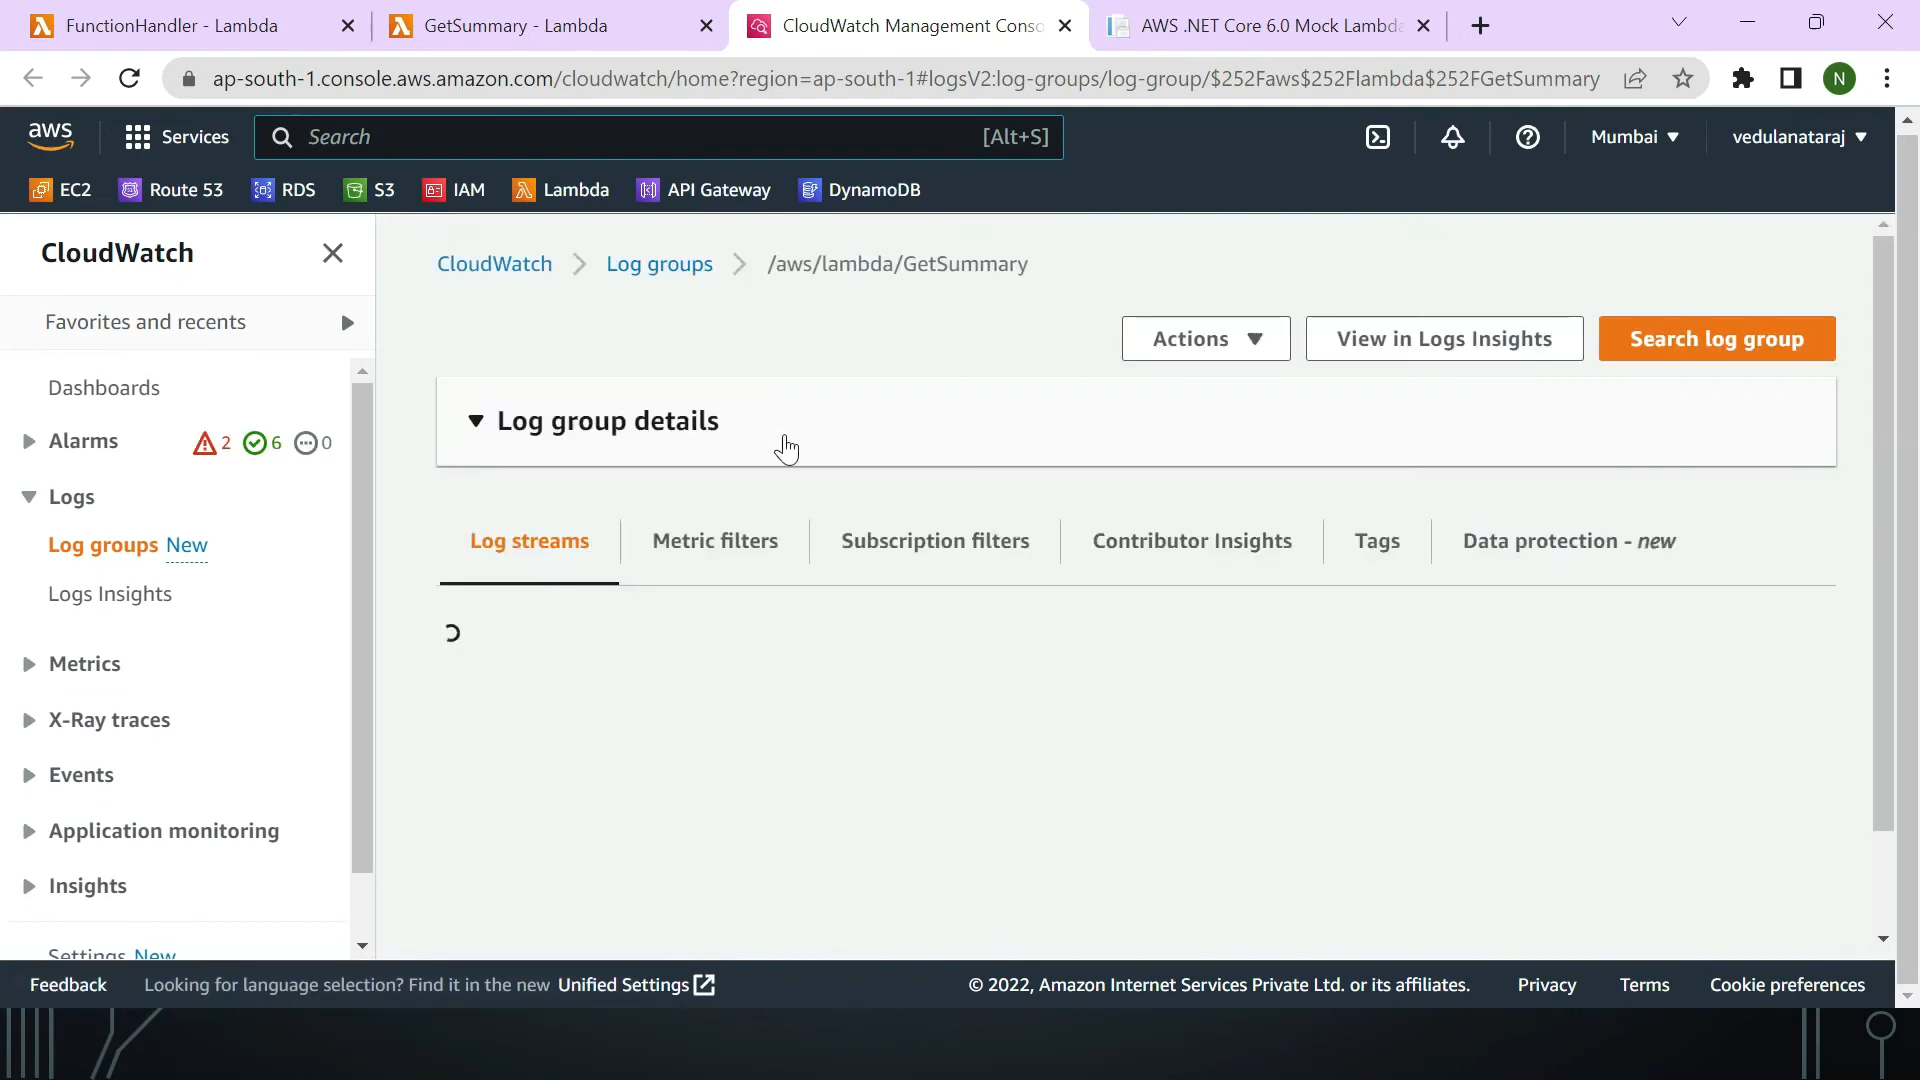 FunctionHandler - Lambda
GetSummary - Lambda
CloudWatch Management Conso
AWS .NET Core 6.0 Mock Lambda
ap-south-1.console.aws.amazon.com/cloudwatch/home?region=ap-south-1#logsV2:log-groups/log-group/$252Faws$252Flambda$252FGetSummary
N
aws
Services
Search
[Alt+S]
Mumbai
vedulanataraj
EC2
Route 53
RDS
S3
IAM
Lambda
API Gateway
DynamoDB
CloudWatch
CloudWatch
Log groups
/aws/lambda/GetSummary
Favorites and recents
Actions
View in Logs Insights
Search log group
Dashboards
Log group details
Alarms
2
6
0
Logs
Log groups New
Logs Insights
Log streams
Metric filters
Subscription filters
Contributor Insights
Tags
Data protection - new
Metrics
X-Ray traces
Events
Application monitoring
Insights
Settings New
Feedback
Looking for language selection? Find it in the new Unified Settings
© 2022, Amazon Internet Services Private Ltd. or its affiliates.
Privacy
Terms
Cookie preferences